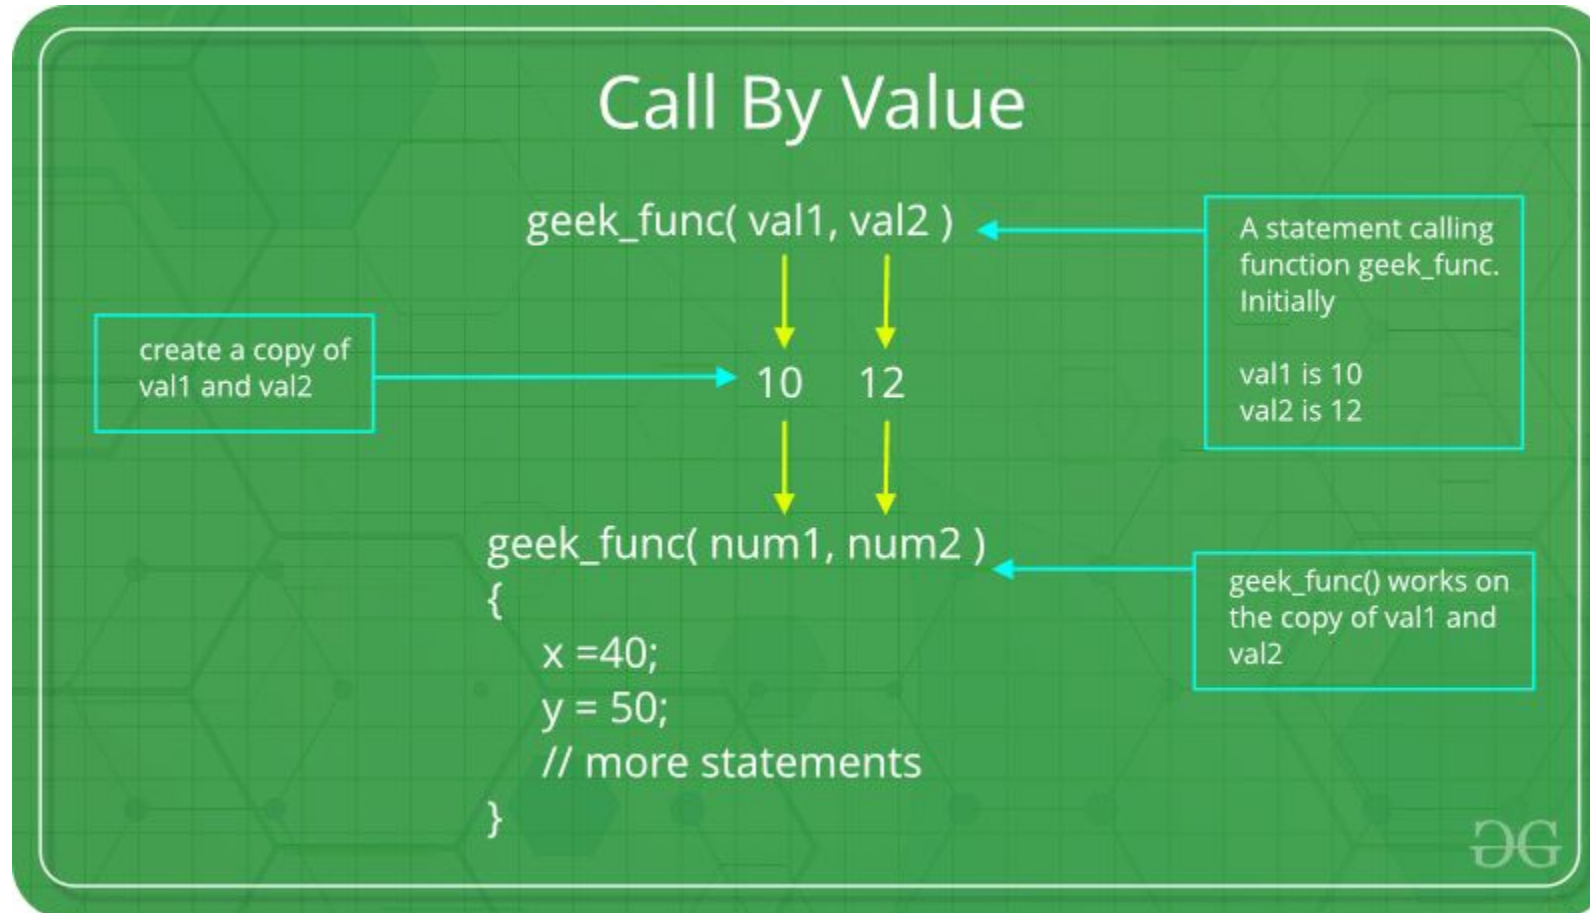 Call By Value
geek_func( val1, val2 )
A statement calling
function geek_func.
Initially
val1 is 10
val2 is 12
create a copy of
val1 and val2
10 12
geek_func( num1, num2 )
{
x =40;
y = 50;
// more statements
}
geek_func() works on
the copy of val1 and
val2